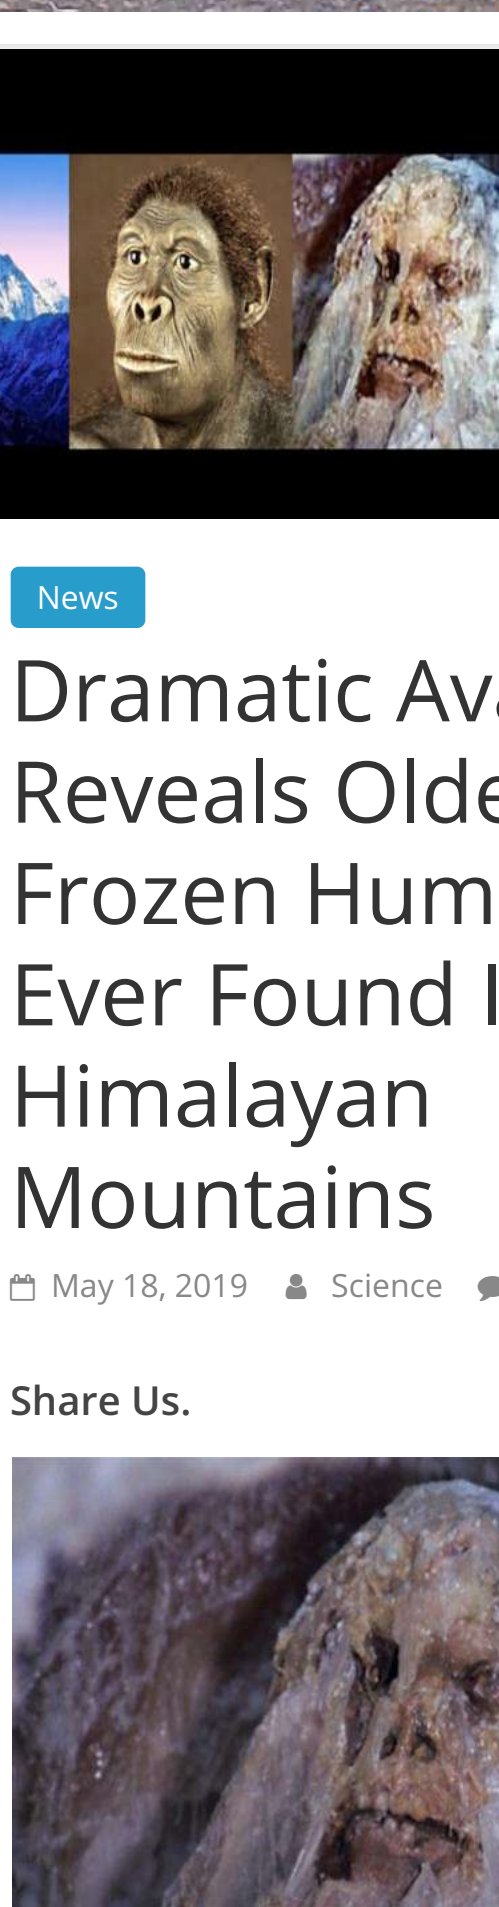 News
Dramatic Av
Reveals Olde
Frozen Hum
Ever Found
Himalayan
Mountains
May 18, 2019 Science
Share Us.